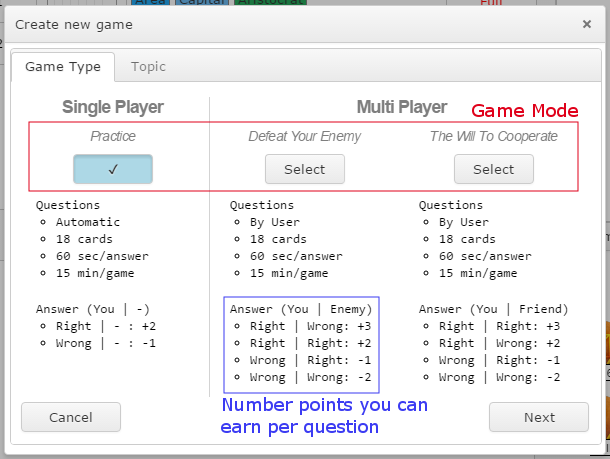 Area Capital Aristocrat Full
Create new game ×
Game Type Topic
Single Player
Practice
✓
Questions
Automatic
18 cards
60 sec/answer
15 min/game
Answer (You | -)
Right | - : +2
Wrong | - : -1
Multi Player
Game Mode
Defeat Your Enemy
Select
Questions
By User
18 cards
60 sec/answer
15 min/game
Answer (You | Enemy)
Right | Wrong: +3
Right | Right: +2
Wrong | Right: -1
Wrong | Wrong: -2
Number points you can
earn per question
The Will To Cooperate
Select
Questions
By User
18 cards
60 sec/answer
15 min/game
Answer (You | Friend)
Right | Right: +3
Right | Wrong: +2
Wrong | Right: -1
Wrong | Wrong: -2
Cancel
Next